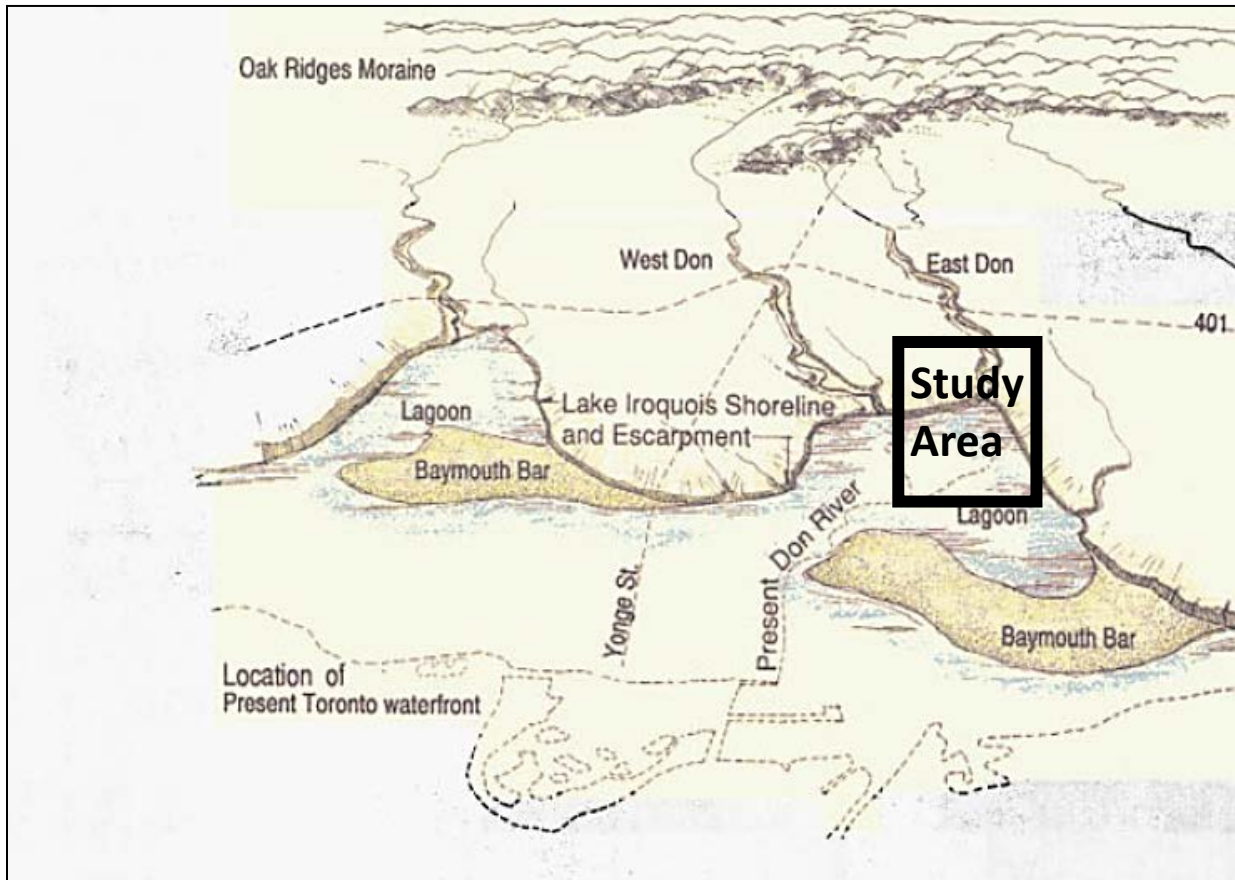 Oak Ridges Moraine
West Don
East Don
401
Study
Area
Lagoon
Lake Iroquois Shoreline
and Escarpment
Baymouth Bar
Lagoon
Present Don River
Yonge St.
Baymouth Bar
Location of
Present Toronto waterfront